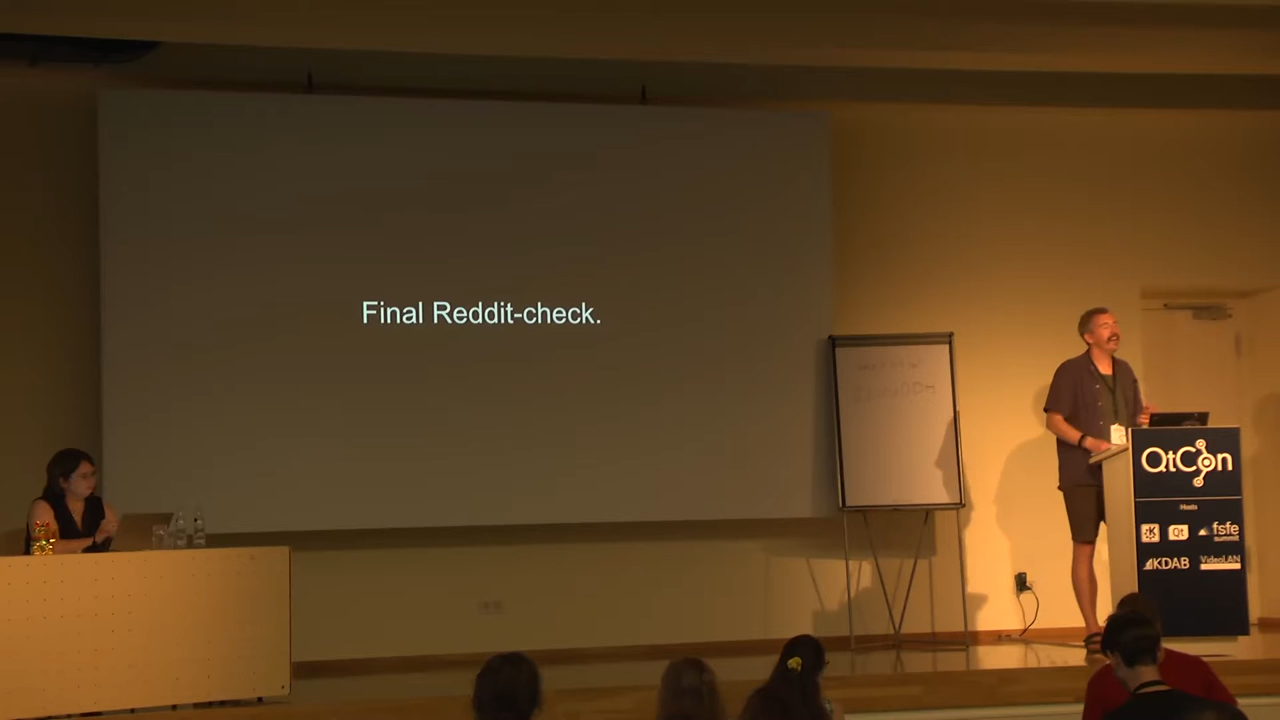 Final Reddit-check.
QtCon
Hosts
Qt
fsfe
summit
KDAB
VideoLAN